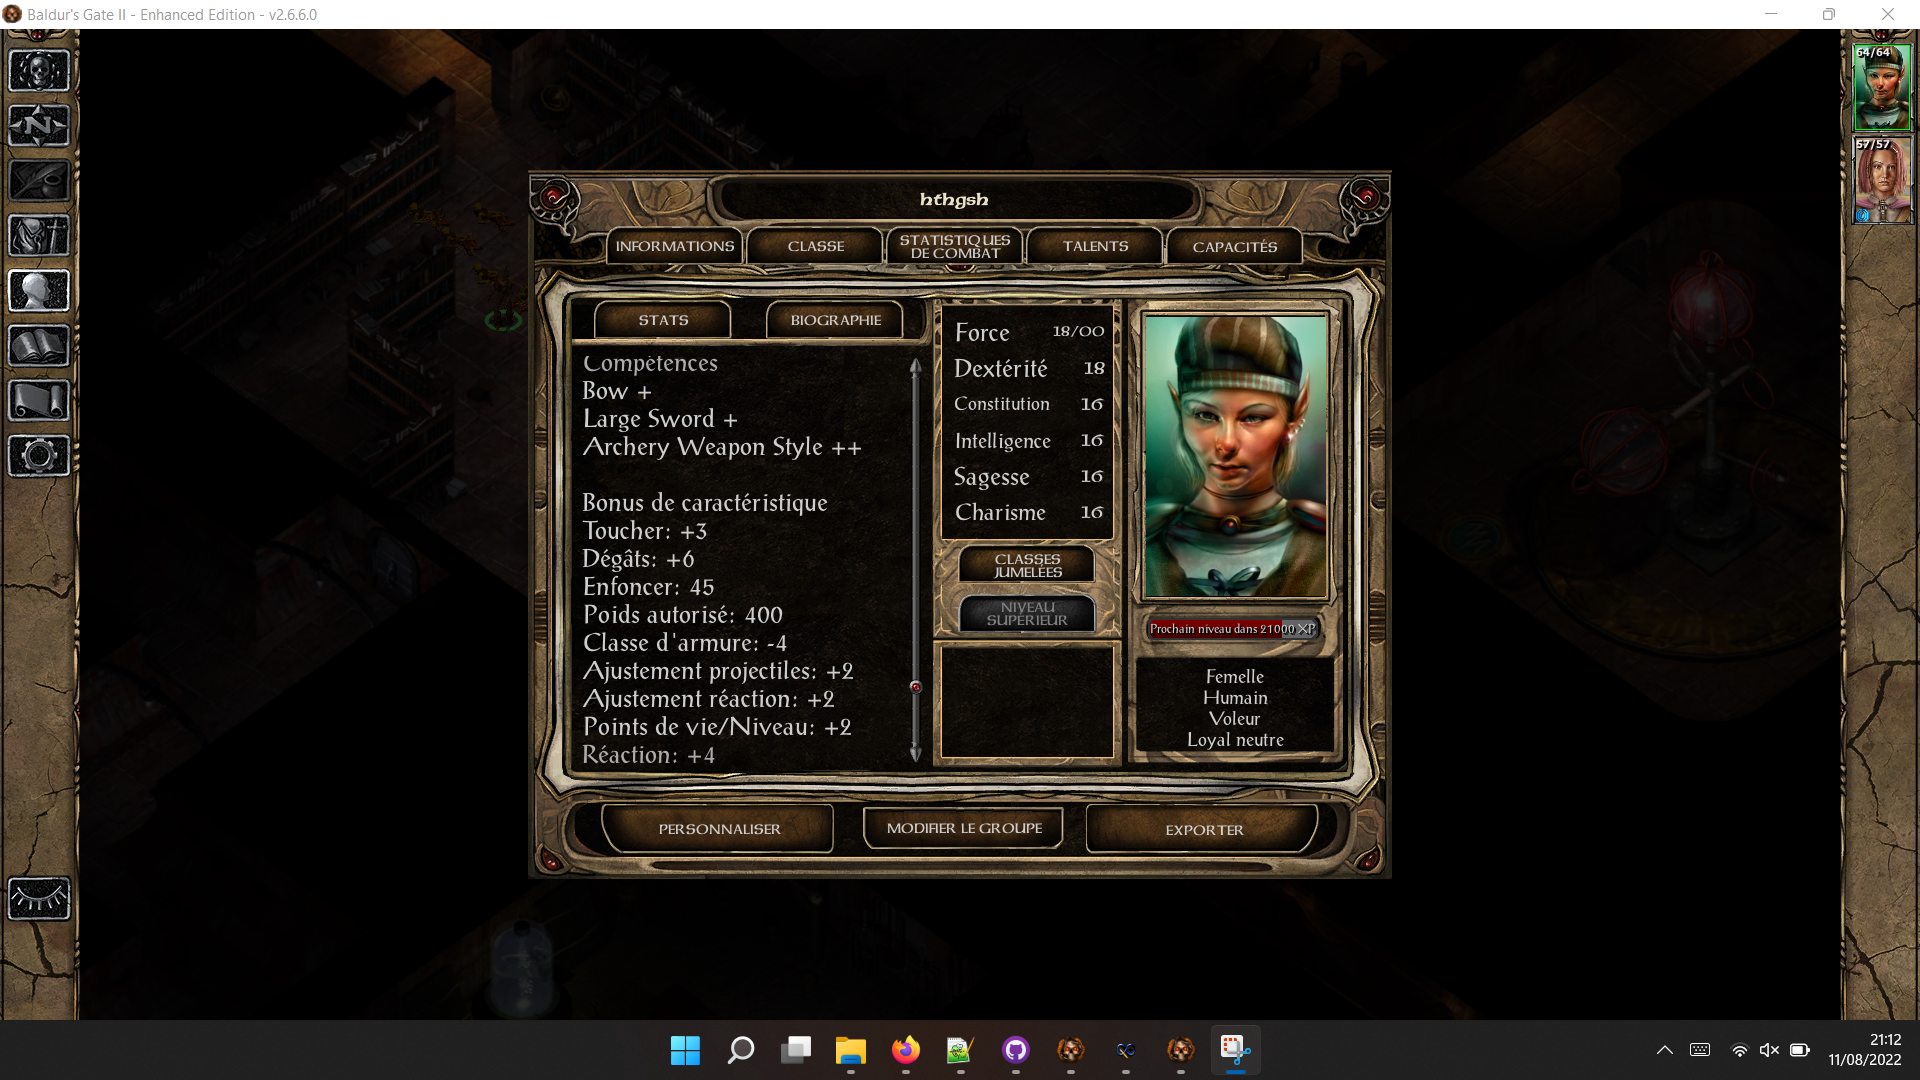 Baldur's Gate II - Enhanced Edition - v2.6.6.0
64/64
57/57
N
hthgsh
INFORMATIONS
CLASSE
STATISTIQUES
DE COMBAT
TALENTS
CAPACITÉS
STATS
BIOGRAPHIE
Compétences
Bow +
Large Sword +
Archery Weapon Style ++
Bonus de caractéristique
Toucher: +3
Dégâts: +6
Enfoncer: 45
Poids autorisé: 400
Classe d'armure: -4
Ajustement projectiles: +2
Ajustement réaction: +2
Points de vie/Niveau: +2
Réaction: +4
Force 18/00
Dextérité 18
Constitution 16
Intelligence 16
Sagesse 16
Charisme 16
CLASSES
JUMELÉES
NIVEAU
SUPÉRIEUR
Prochain niveau dans 21000 XP
Femelle
Humain
Voleur
Loyal neutre
PERSONNALISER
MODIFIER LE GROUPE
EXPORTER
21:12
11/08/2022